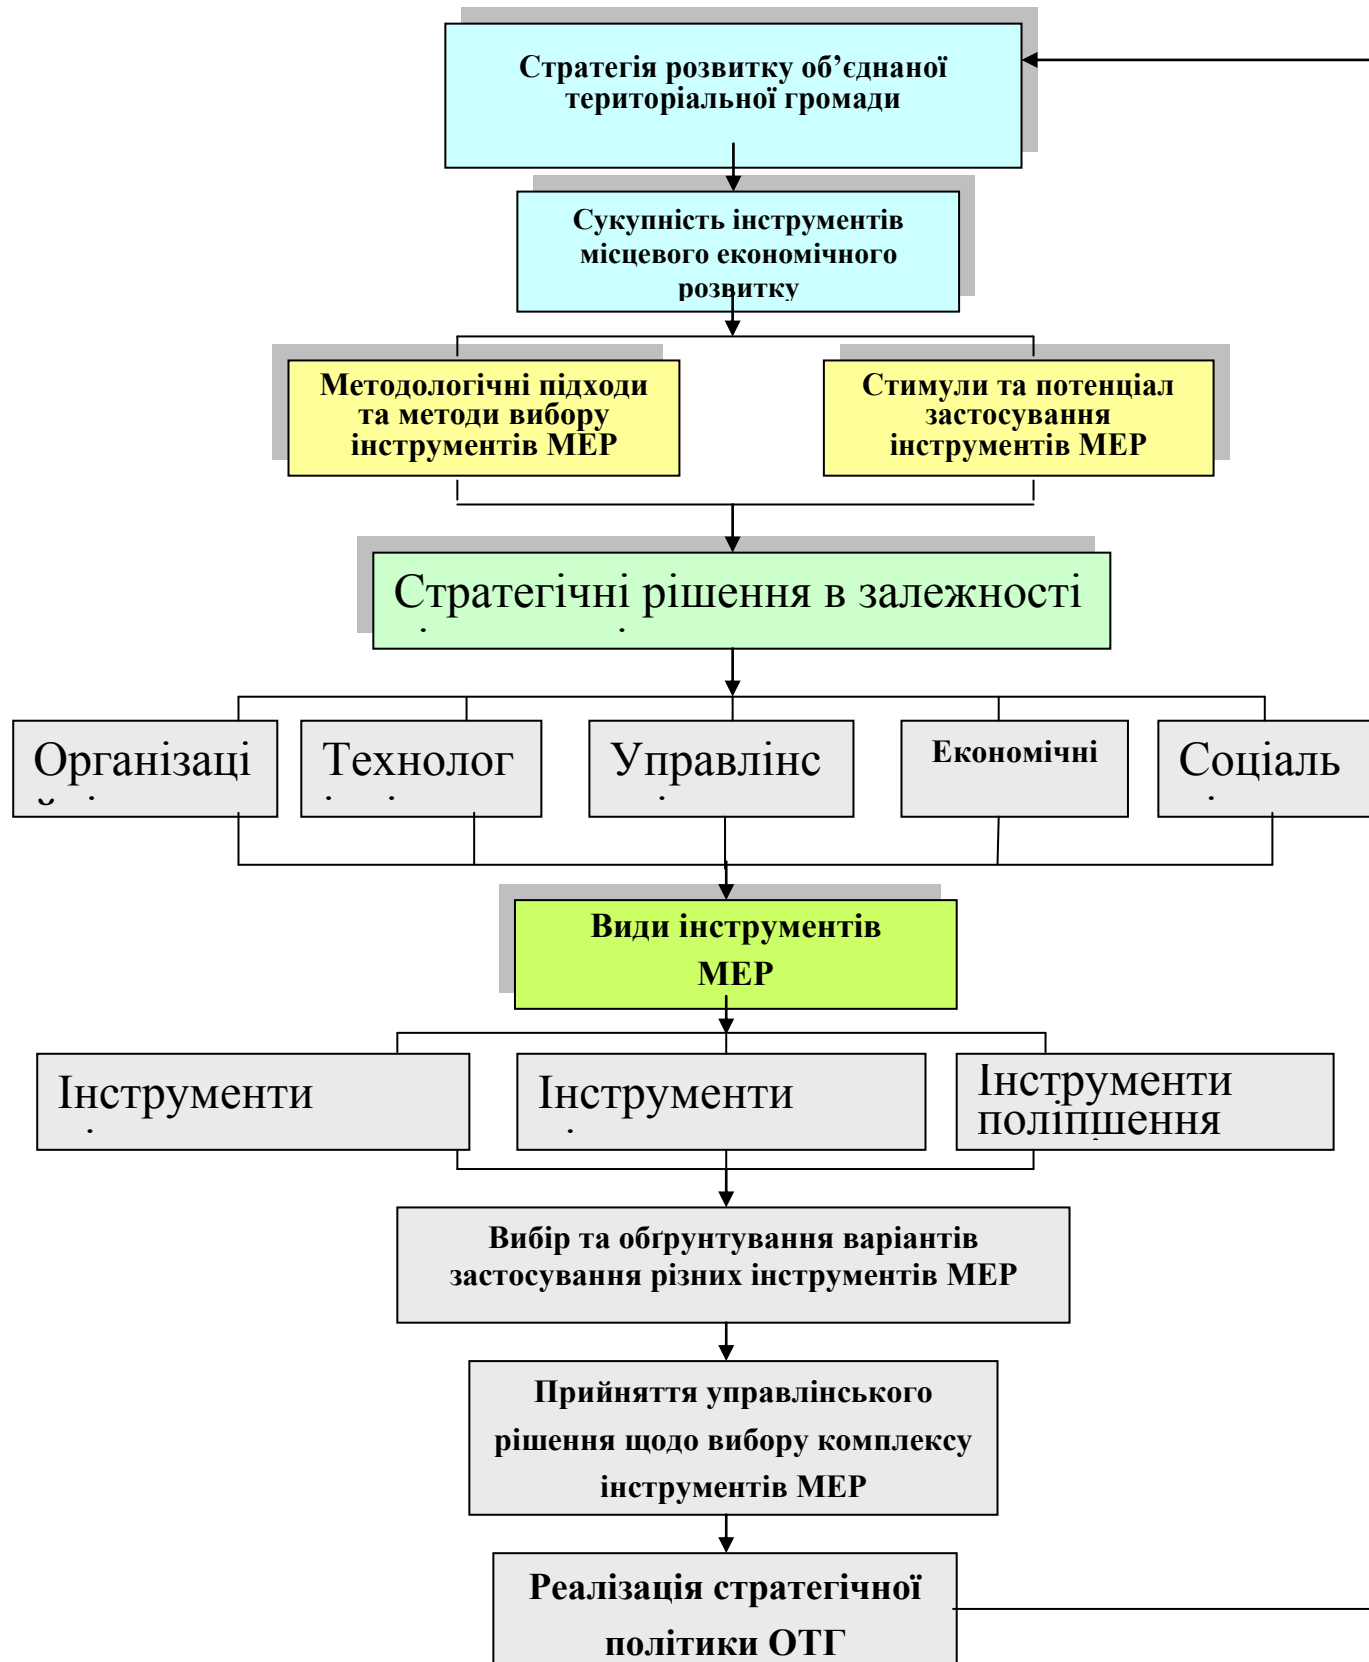 Стратегія розвитку об’єднаної
територіальної громади
Сукупність інструментів
місцевого економічного
розвитку
Методологічні підходи
та методи вибору
інструментів МЕР
Стимули та потенціал
застосування
інструментів МЕР
Стратегічні рішення в залежності
Організаці
Технолог
Управлінс
Економічні
Соціаль
Види інструментів
МЕР
Інструменти
Інструменти
Інструменти
поліпшення
Вибір та обґрунтування варіантів
застосування різних інструментів МЕР
Прийняття управлінського
рішення щодо вибору комплексу
інструментів МЕР
Реалізація стратегічної
політики ОТГ